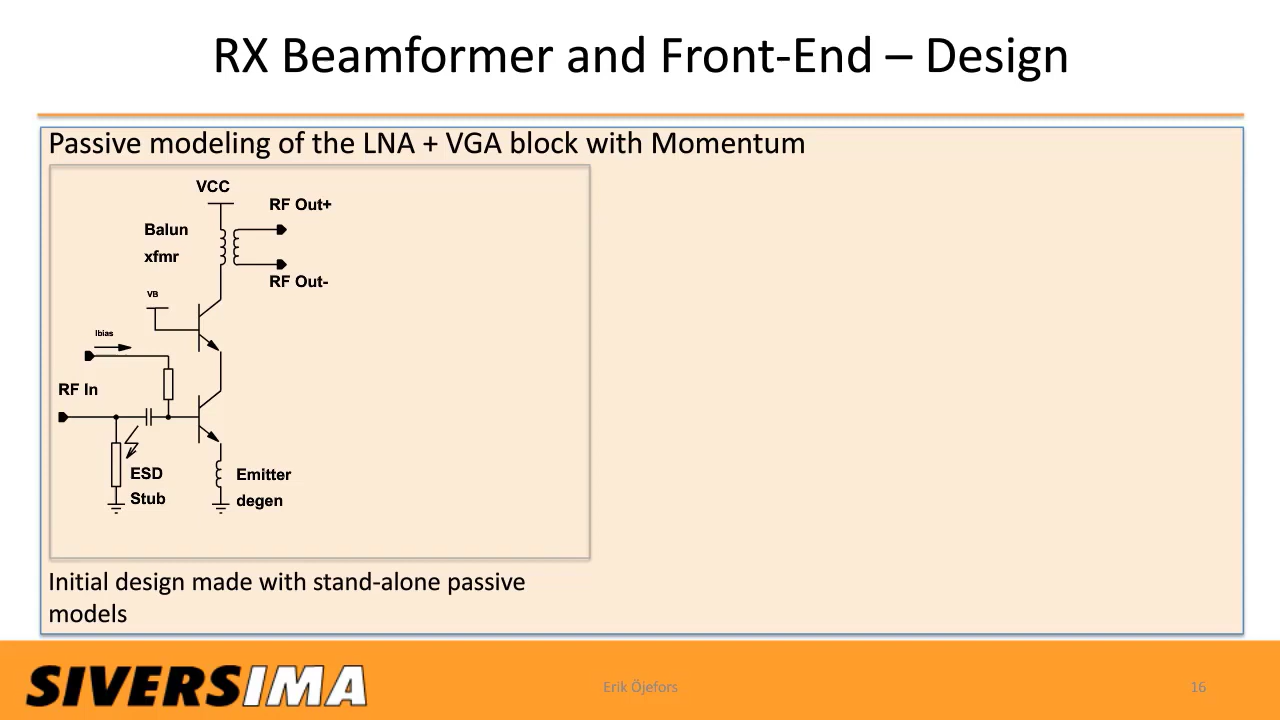 RX Beamformer and Front-End – Design
Passive modeling of the LNA + VGA block with Momentum
VCC
RF Out+
Balun
xfmr
RF Out-
VB
Ibias
RF In
ESD
Stub
Emitter
degen
Initial design made with stand-alone passive
models
SIVERSIMA
Erik Öjefors
16